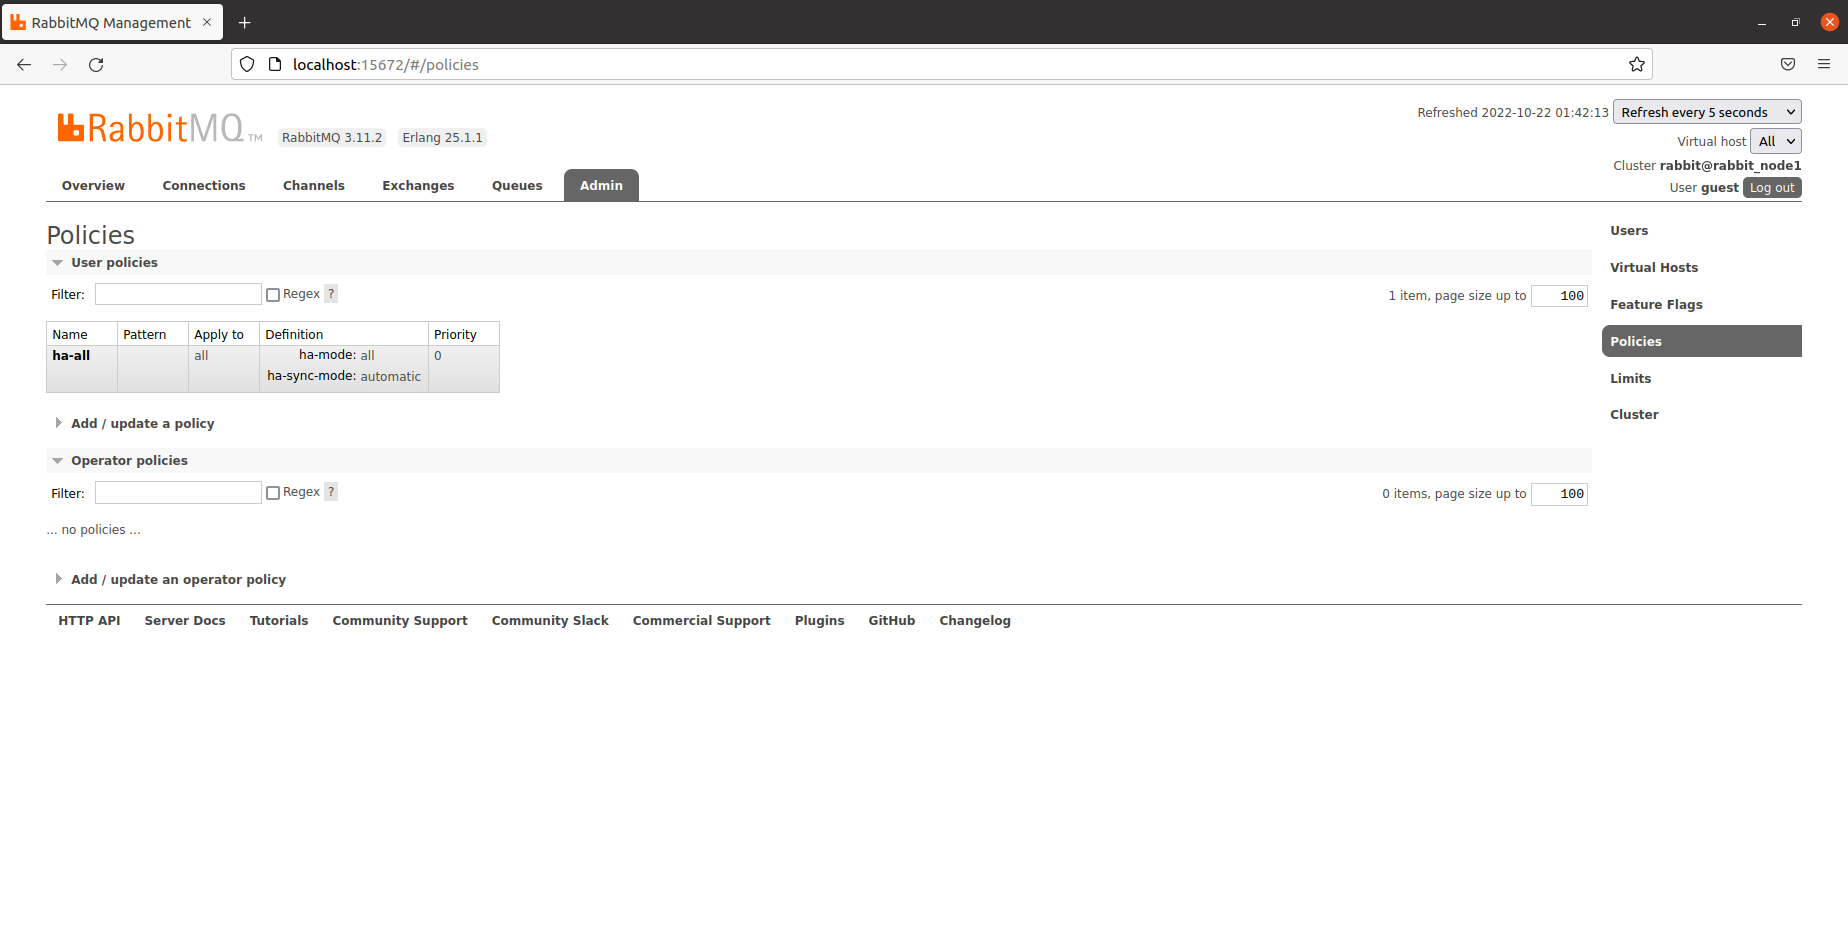 RabbitMQ Management
localhost:15672/#/policies
Refreshed 2022-10-22 01:42:13 Refresh every 5 seconds
RabbitMQ TM RabbitMQ 3.11.2 Erlang 25.1.1
Virtual host All
Cluster rabbit@rabbit_node1
User guest Log out
Overview Connections Channels Exchanges Queues Admin
Policies
User policies
Filter: Regex ? 1 item, page size up to 100
Name Pattern Apply to Definition Priority
ha-all all ha-mode: all 0
ha-sync-mode: automatic
Add / update a policy
Operator policies
Filter: Regex ? 0 items, page size up to 100
... no policies ...
Add / update an operator policy
Users
Virtual Hosts
Feature Flags
Policies
Limits
Cluster
HTTP API Server Docs Tutorials Community Support Community Slack Commercial Support Plugins GitHub Changelog